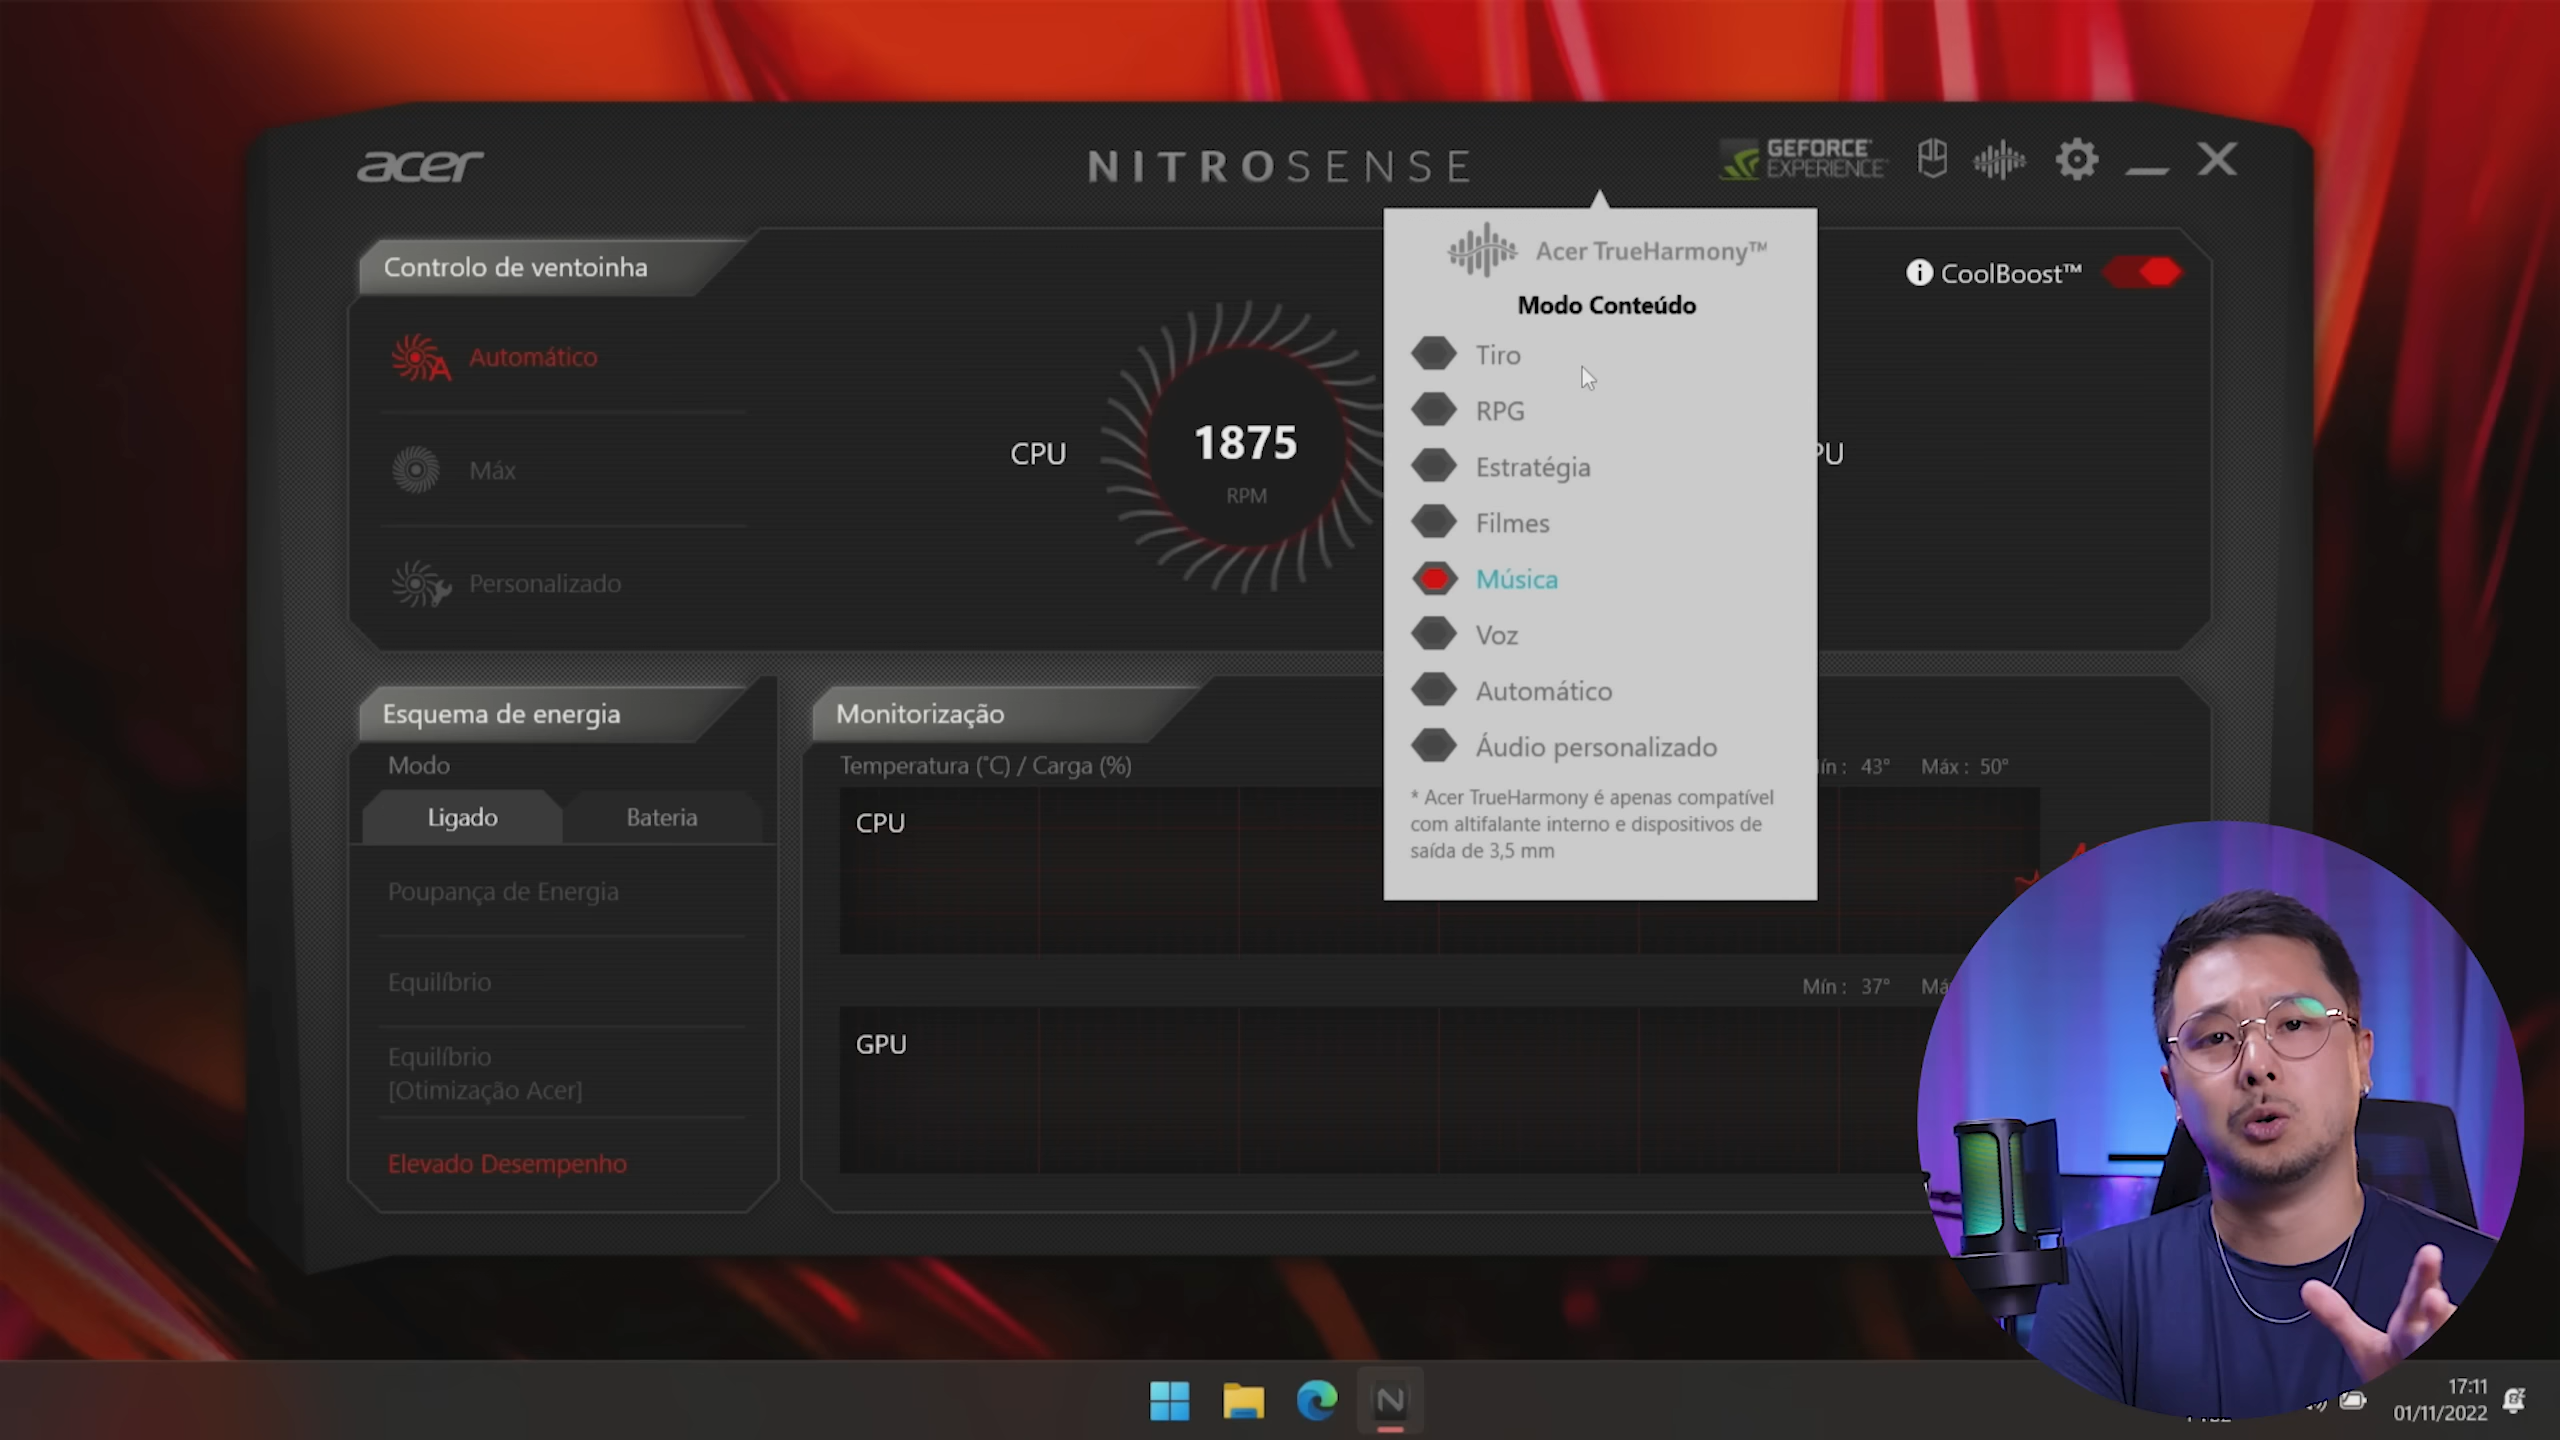 acer
NITROSENSE
GEFORCE
EXPERIENCE
Controlo de ventoinha
Automático
Máx
Personalizado
CPU
1875
RPM
PU
CoolBoost™
Acer TrueHarmony™
Modo Conteúdo
Tiro
RPG
Estratégia
Filmes
Música
Voz
Automático
Áudio personalizado
* Acer TrueHarmony é apenas compatível
com altifalante interno e dispositivos de
saída de 3,5 mm
Esquema de energia
Modo
Ligado
Bateria
Poupança de Energia
Equilíbrio
Equilíbrio
[Otimização Acer]
Elevado Desempenho
Monitorização
Temperatura (°C) / Carga (%)
ín : 43° Máx : 50°
CPU
Mín : 37° Má
GPU
N
17:11
01/11/2022